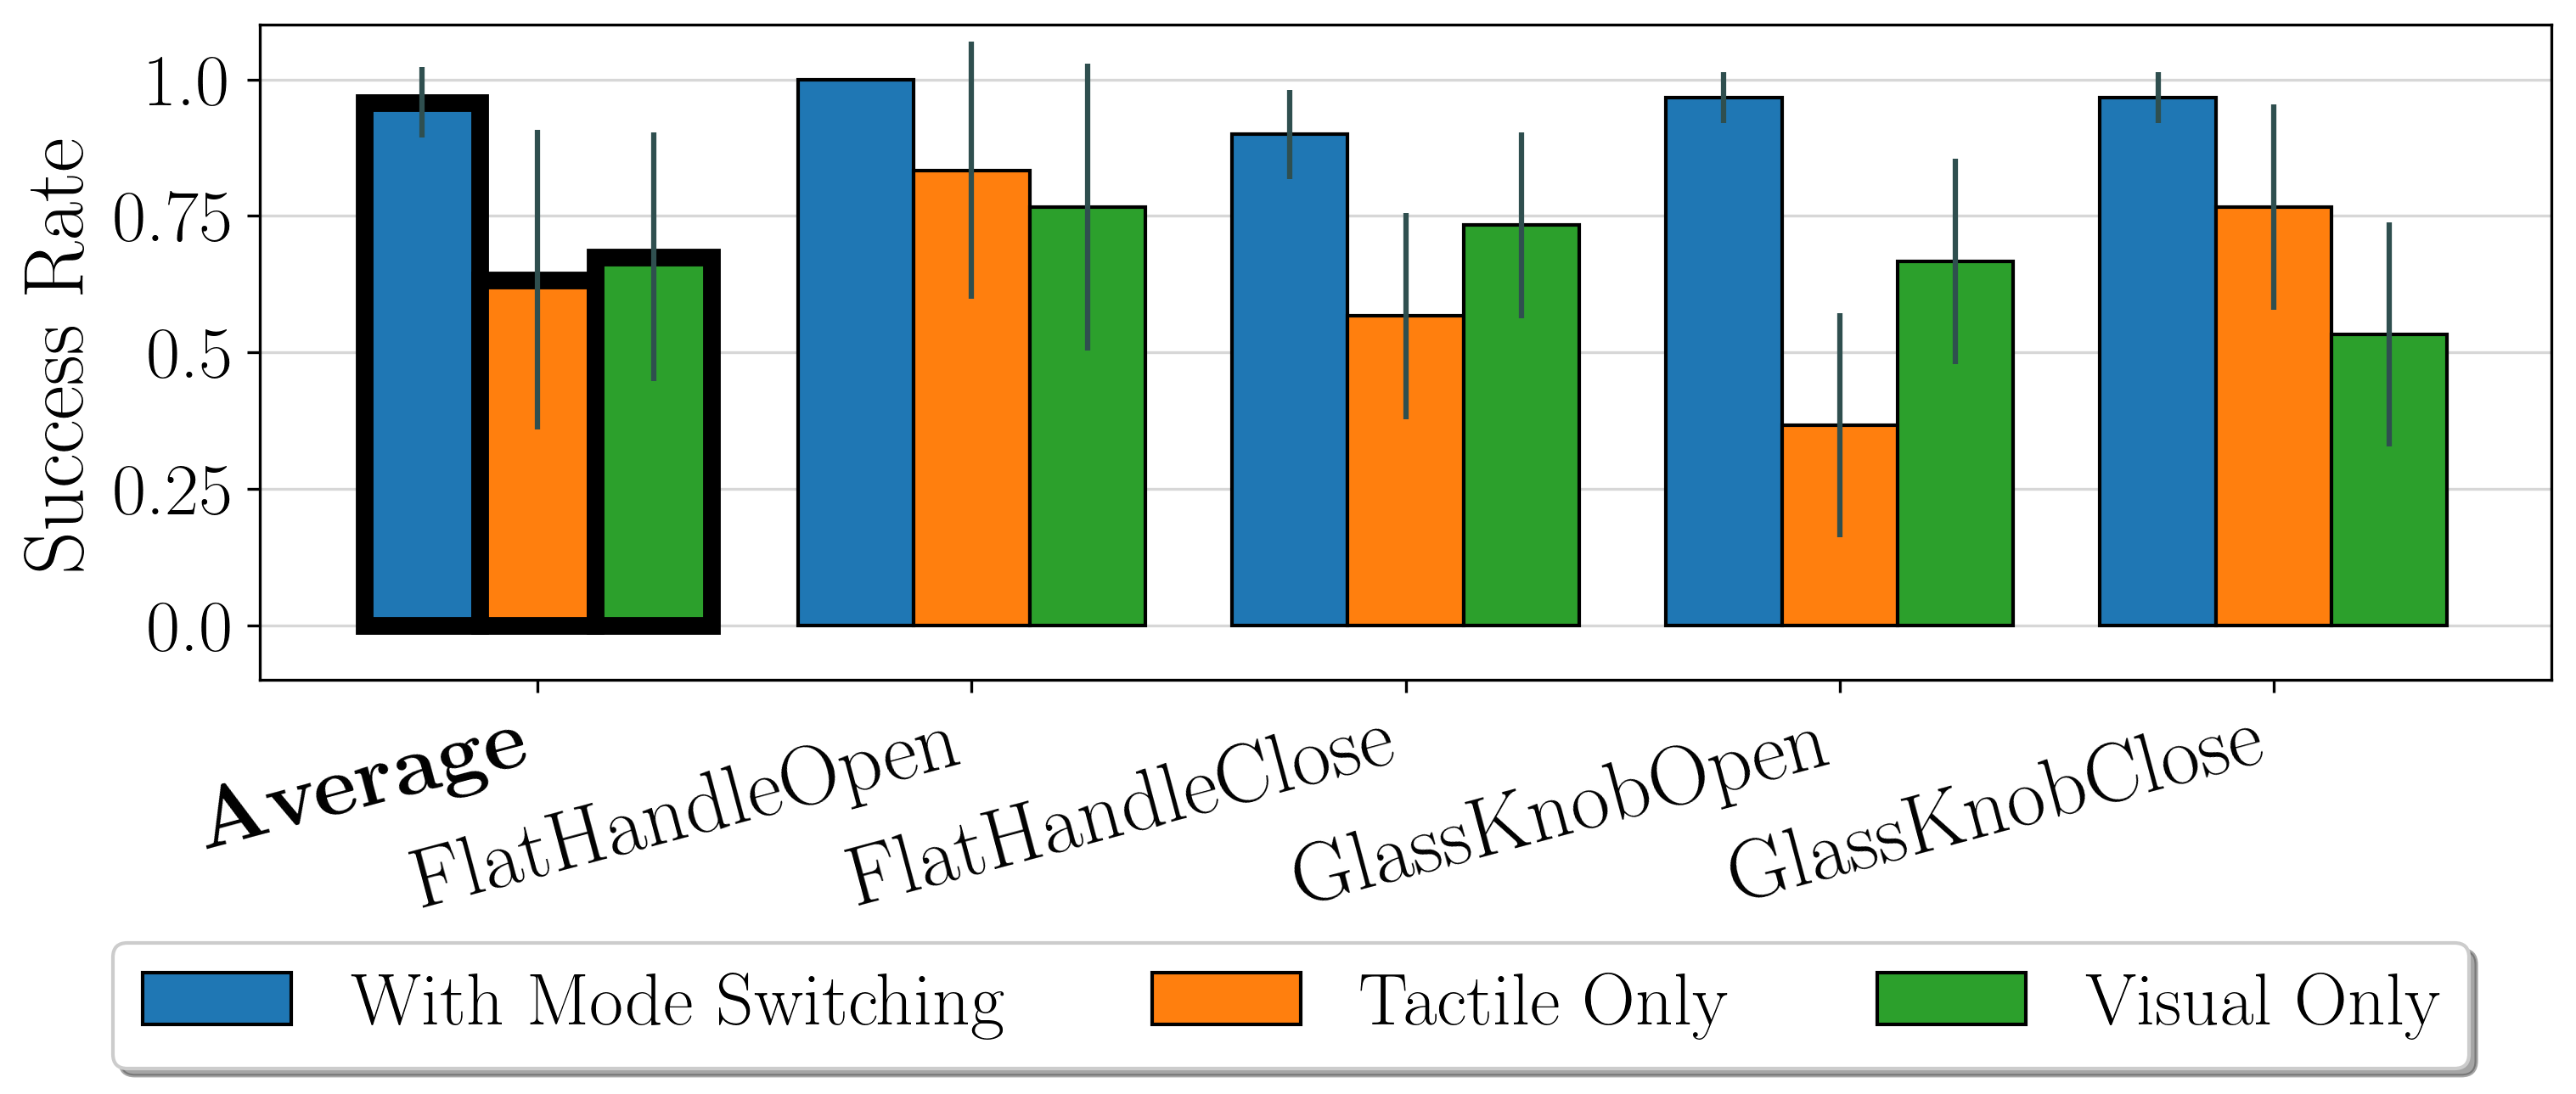 Success Rate
1.0
0.75
0.5
0.25
0.0
Average
FlatHandleOpen
FlatHandleClose
GlassKnobOpen
GlassKnobClose
With Mode Switching
Tactile Only
Visual Only